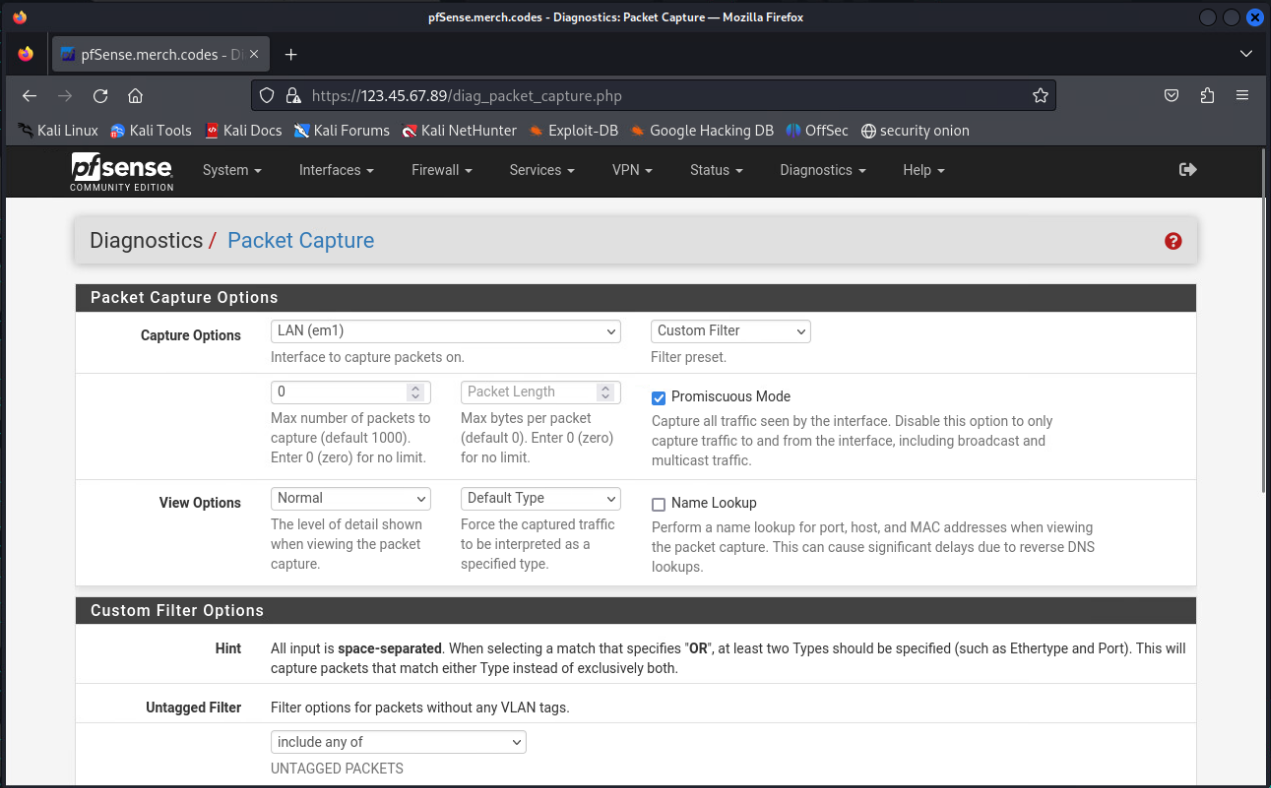 pfSense.merch.codes - Diagnostics: Packet Capture — Mozilla Firefox
pfSense.merch.codes - Di
https://123.45.67.89/diag_packet_capture.php
Kali Linux Kali Tools Kali Docs Kali Forums Kali NetHunter Exploit-DB Google Hacking DB OffSec security onion
pfsense
COMMUNITY EDITION
System Interfaces Firewall Services VPN Status Diagnostics Help
Diagnostics / Packet Capture
Packet Capture Options
Capture Options LAN (em1) Custom Filter
Interface to capture packets on. Filter preset.
0 Packet Length Promiscuous Mode
Max number of packets to
capture (default 1000).
Enter 0 (zero) for no limit.
Max bytes per packet
(default 0). Enter 0 (zero)
for no limit.
Capture all traffic seen by the interface. Disable this option to only
capture traffic to and from the interface, including broadcast and
multicast traffic.
View Options Normal Default Type Name Lookup
The level of detail shown
when viewing the packet
capture.
Force the captured traffic
to be interpreted as a
specified type.
Perform a name lookup for port, host, and MAC addresses when viewing
the packet capture. This can cause significant delays due to reverse DNS
lookups.
Custom Filter Options
Hint All input is space-separated. When selecting a match that specifies "OR", at least two Types should be specified (such as Ethertype and Port). This will
capture packets that match either Type instead of exclusively both.
Untagged Filter Filter options for packets without any VLAN tags.
include any of
UNTAGGED PACKETS